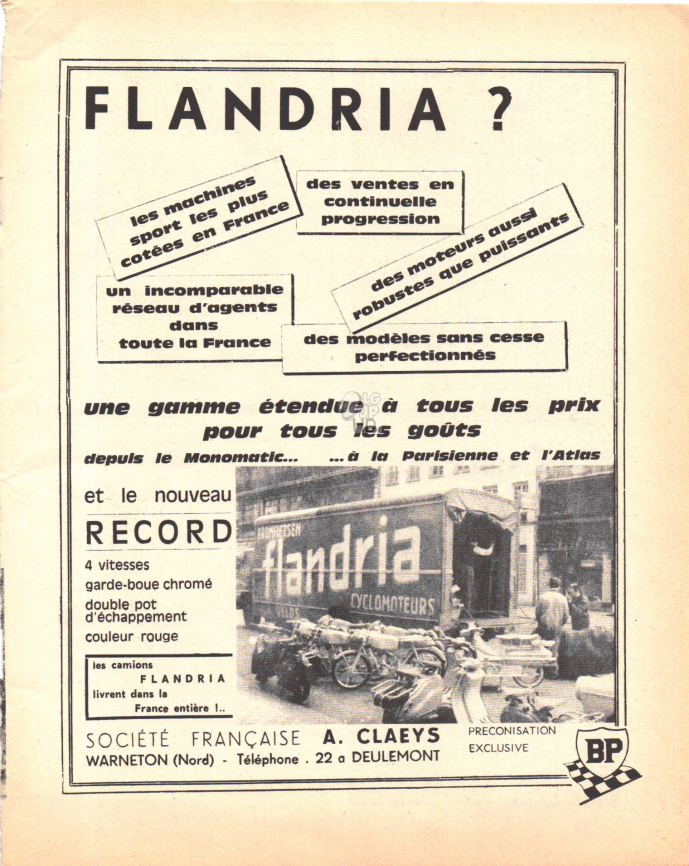 FLANDRIA ?
les machines
sport les plus
cotées en France
des ventes en
continuelle
progression
des moteurs aussi
robustes que puissants
un incomparable
réseau d'agents
dans
toute la France
des modèles sans cesse
perfectionnés
une gamme étendue à tous les prix
pour tous les goûts
depuis le Monomatic... ...à la Parisienne et l'Atlas
et le nouveau
RECORD
4 vitesses
garde-boue chromé
double pot
d'échappement
couleur rouge
BROMFIETSEN
flandria
VELOS CYCLOMOTEURS
les camions
FLANDRIA
livrent dans la
France entière !..
SOCIÉTÉ FRANÇAISE A. CLAEYS
WARNETON (Nord) - Téléphone . 22 a DEULEMONT
PRECONISATION
EXCLUSIVE
BP